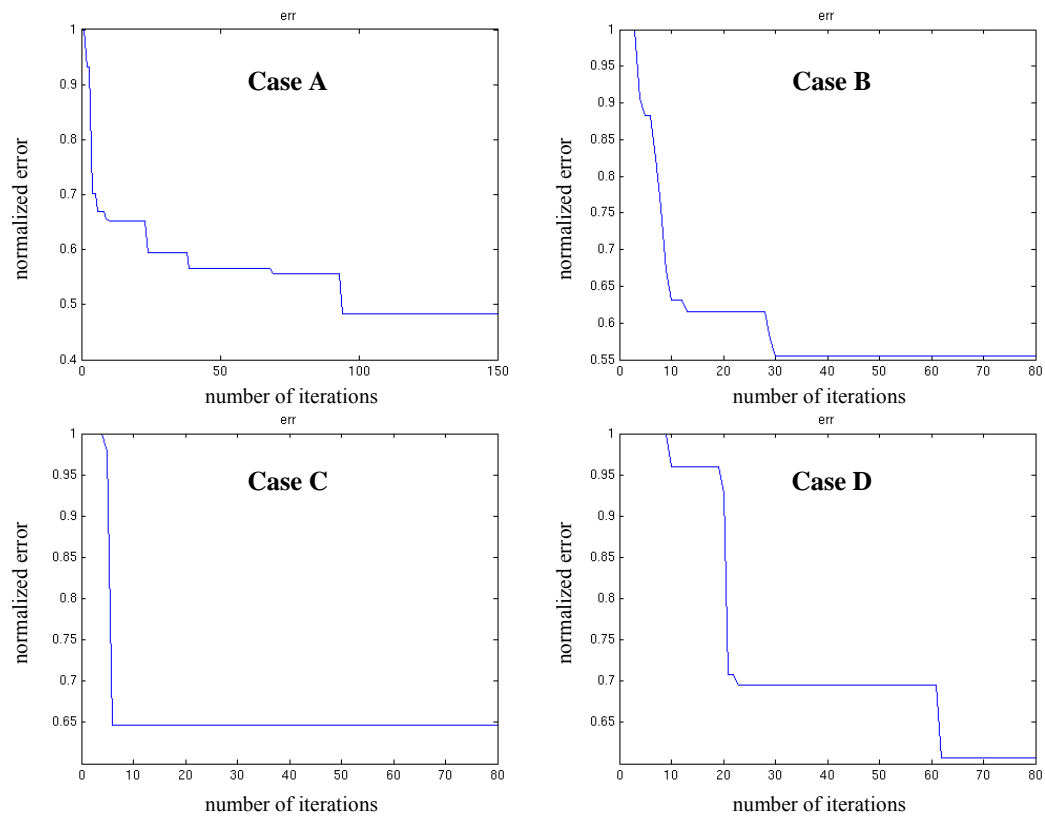 err
Case A
normalized error
1
0.9
0.8
0.7
0.6
0.5
0.4
0 50 100 150
number of iterations
err
Case B
normalized error
1
0.95
0.9
0.85
0.8
0.75
0.7
0.65
0.6
0.55
0 10 20 30 40 50 60 70 80
number of iterations
err
Case C
normalized error
1
0.95
0.9
0.85
0.8
0.75
0.7
0.65
0 10 20 30 40 50 60 70 80
number of iterations
err
Case D
normalized error
1
0.95
0.9
0.85
0.8
0.75
0.7
0.65
0 10 20 30 40 50 60 70 80
number of iterations